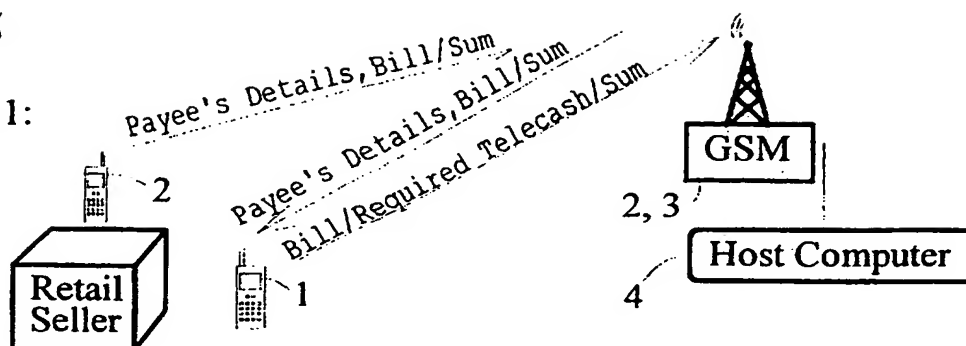 1:
Payee's Details,Bill/Sum
Payee's Details,Bill/Sum
Bill/Required Telecash/Sum
2
1
GSM
2, 3
Host Computer
4
Retail
Seller